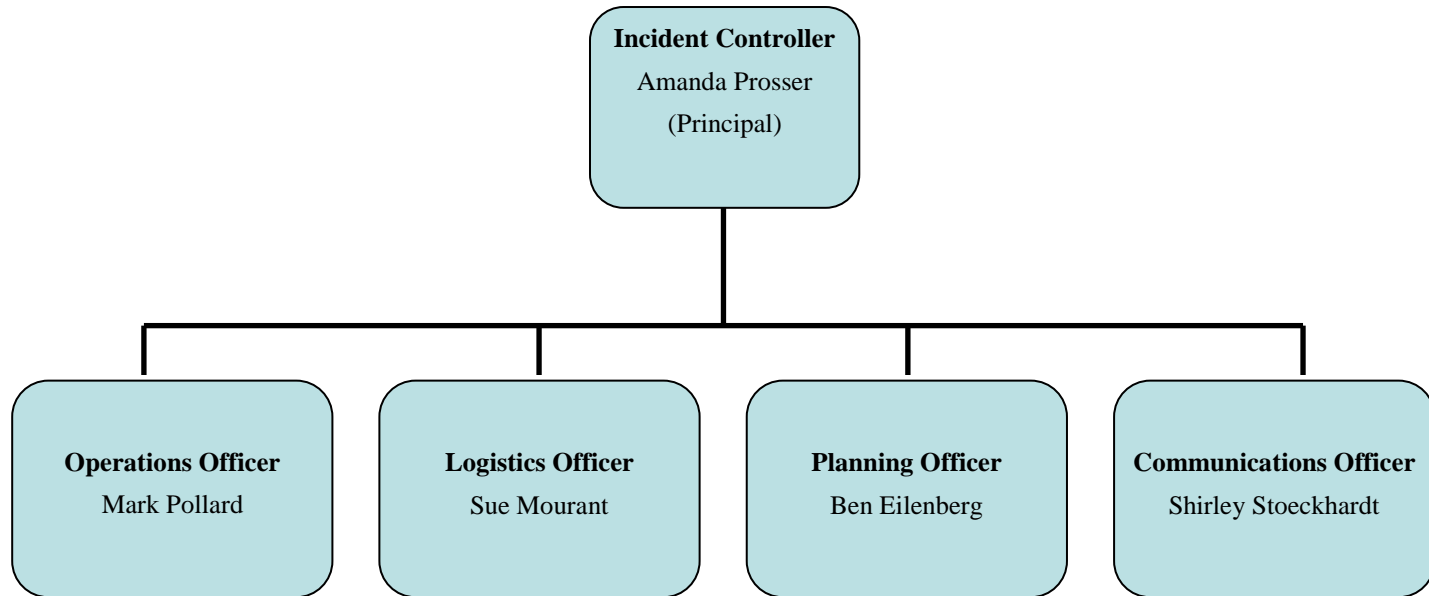 Incident Controller
Amanda Prosser
(Principal)
Operations Officer
Mark Pollard
Logistics Officer
Sue Mourant
Planning Officer
Ben Eilenberg
Communications Officer
Shirley Stoeckhardt